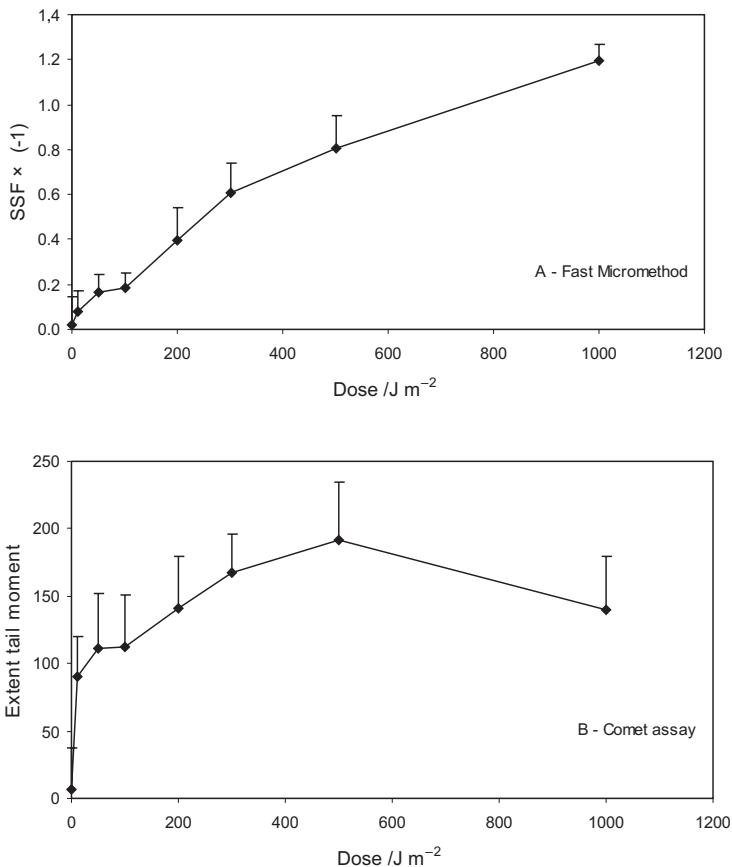 1,4
1.2
1.0
0.8
0.6
0.4
0.2
0.0
SSF × (-1)
A - Fast Micromethod
0 200 400 600 800 1000 1200
Dose /J m⁻²
250
200
150
100
50
0
Extent tail moment
B - Comet assay
0 200 400 600 800 1000 1200
Dose /J m⁻²